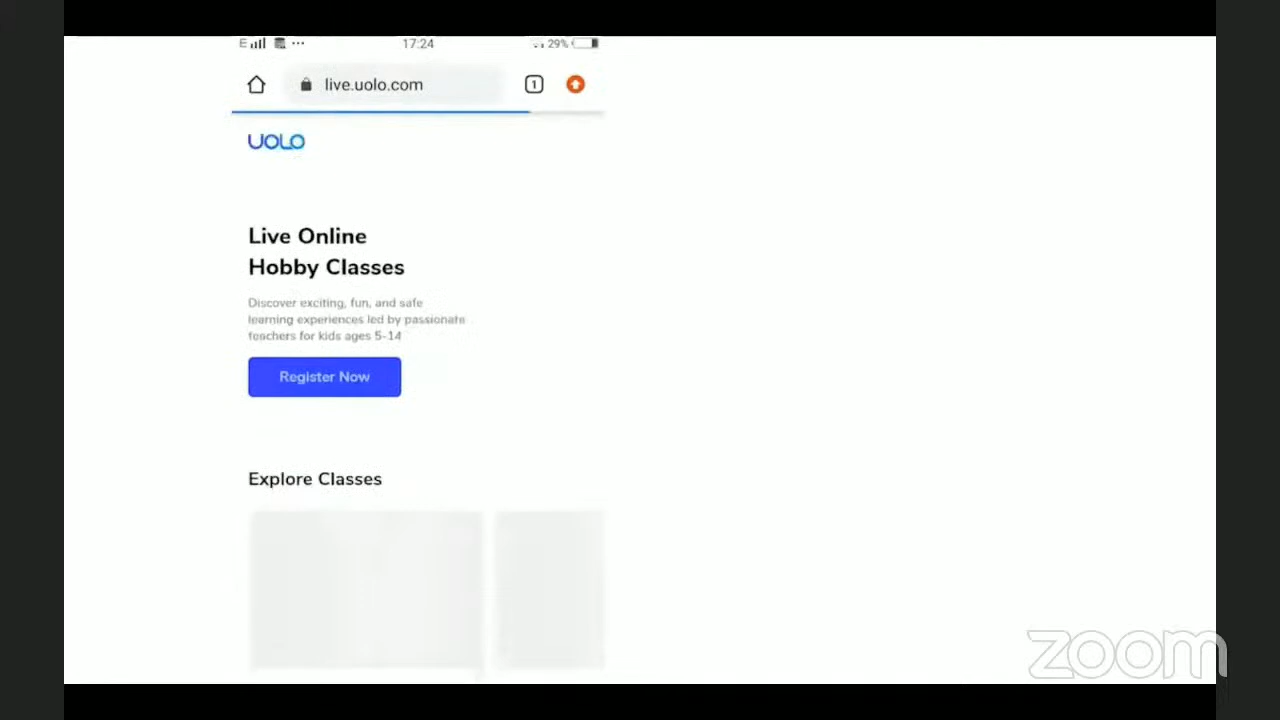 E 17:24 29%
1 live.uolo.com
UOLO
Live Online
Hobby Classes
Discover exciting, fun, and safe
learning experiences led by passionate
teachers for kids ages 5-14
Register Now
Explore Classes
zoom